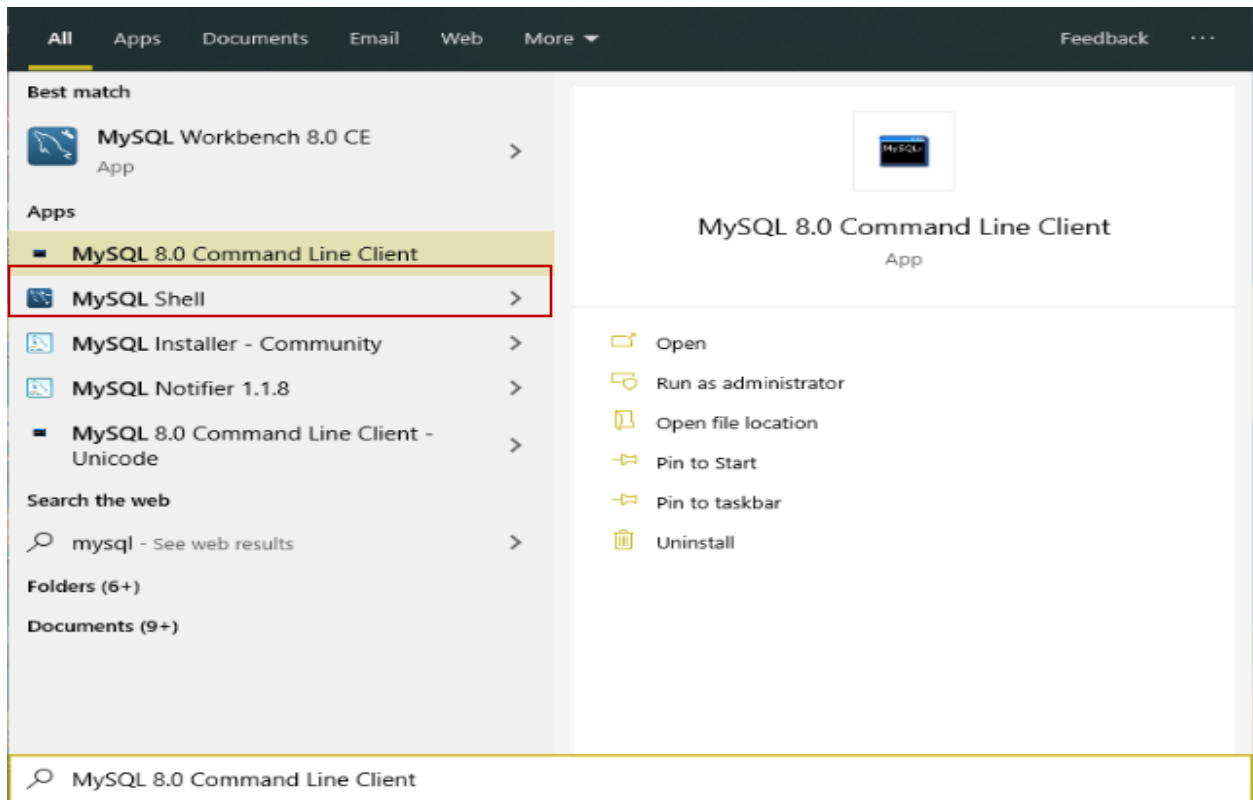 All Apps Documents Email Web More Feedback ...
Best match
MySQL Workbench 8.0 CE
App
Apps
MySQL 8.0 Command Line Client
MySQL Shell
MySQL Installer - Community
MySQL Notifier 1.1.8
MySQL 8.0 Command Line Client -
Unicode
Search the web
mysql - See web results
Folders (6+)
Documents (9+)
MySQL
MySQL 8.0 Command Line Client
App
Open
Run as administrator
Open file location
Pin to Start
Pin to taskbar
Uninstall
MySQL 8.0 Command Line Client